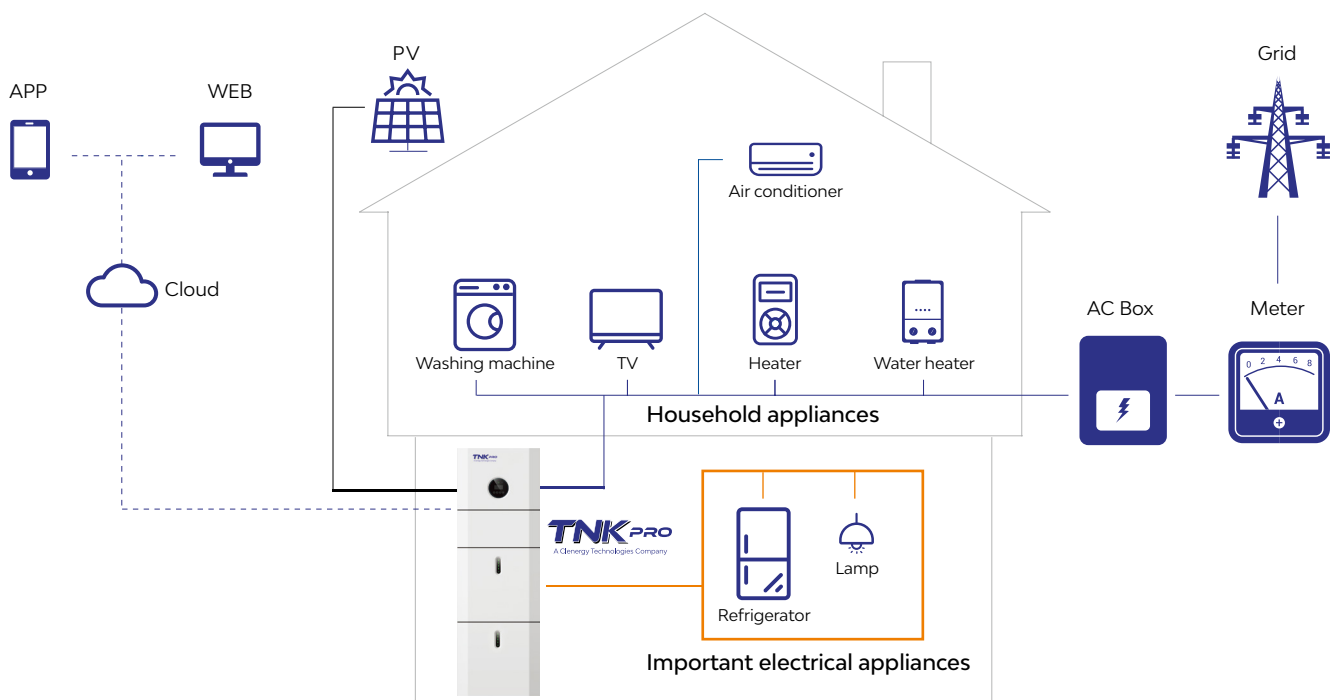 PV
Grid
APP
WEB
Air conditioner
Cloud
AC Box
Meter
0 2 4 6 8
A
Washing machine
TV
Heater
Water heater
Household appliances
TNK PRO
TNK PRO
A Clenergy Technologies Company
Lamp
Refrigerator
Important electrical appliances